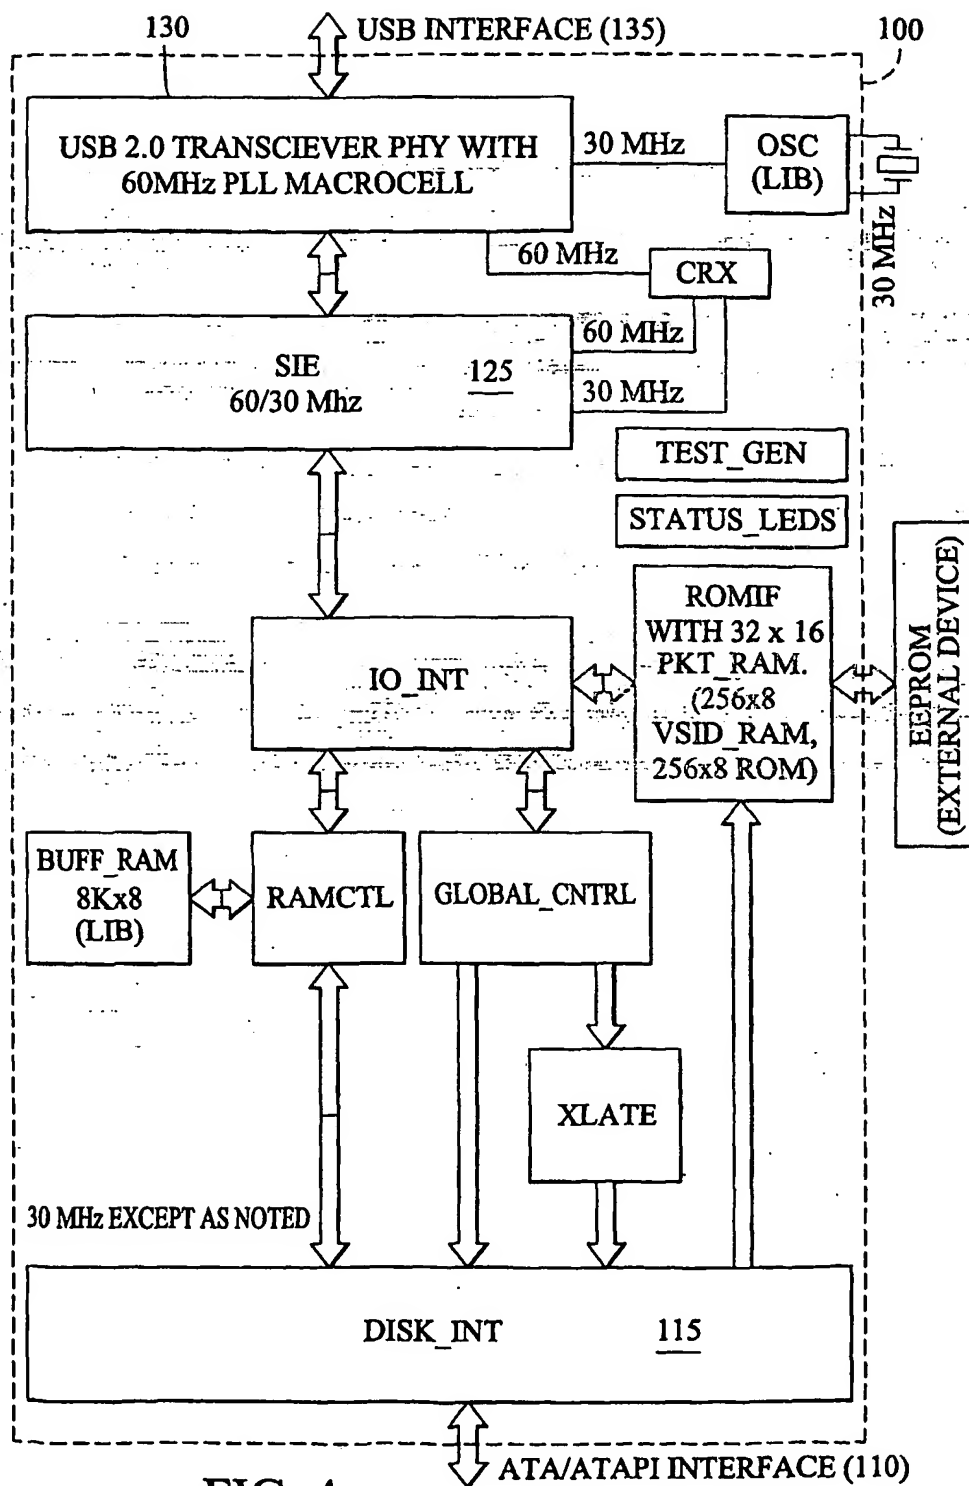 130
USB INTERFACE (135)
100
USB 2.0 TRANSCIEVER PHY WITH
60MHz PLL MACROCELL
30 MHz
OSC
(LIB)
30 MHz
60 MHz
CRX
SIE
60/30 Mhz
125
60 MHz
30 MHz
TEST_GEN
STATUS_LEDS
IO_INT
ROMIF
WITH 32 x 16
PKT_RAM.
(256x8
VSID_RAM,
256x8 ROM)
EEPROM
(EXTERNAL DEVICE)
BUFF_RAM
8Kx8
(LIB)
RAMCTL
GLOBAL_CNTRL
XLATE
30 MHz EXCEPT AS NOTED
DISK_INT
115
ATA/ATAPI INTERFACE (110)